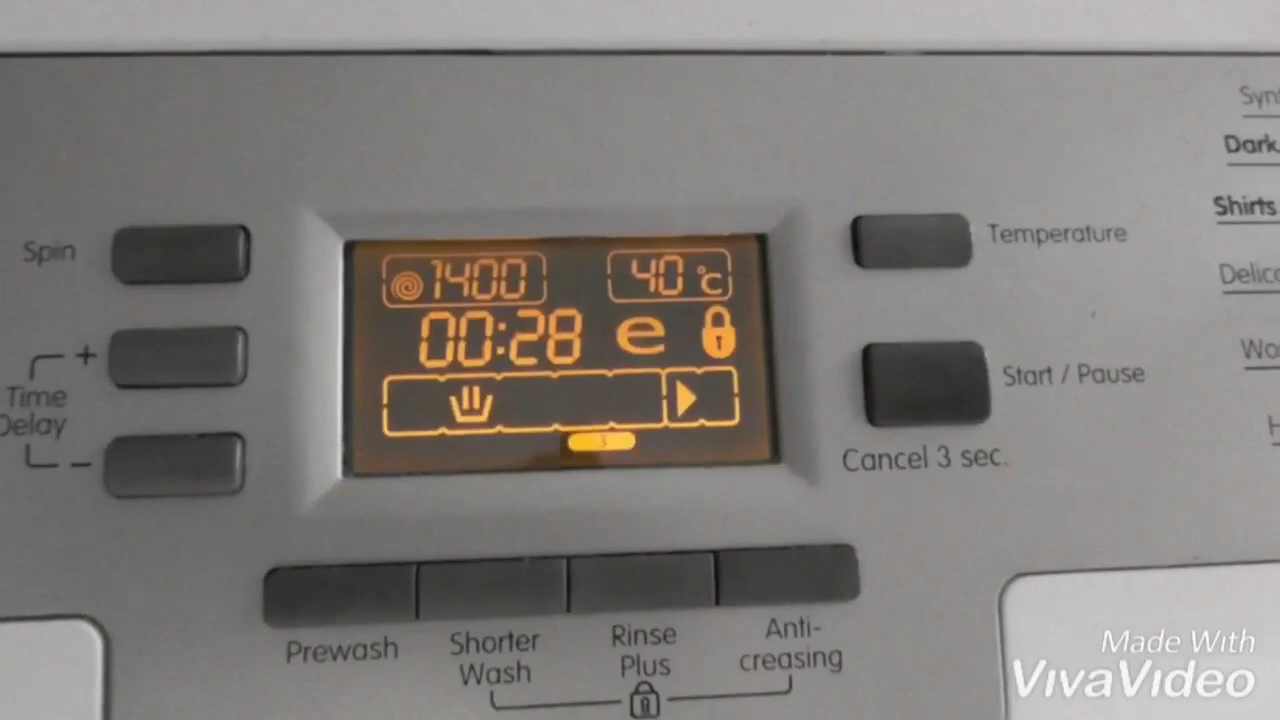 Spin
+
Time
Delay
-
1400
40 °c
00:28 e
3
Temperature
Start / Pause
Cancel 3 sec.
Dark
Shirts
Prewash
Shorter
Wash
Rinse
Plus
Anti-
creasing
Made With
VivaVideo